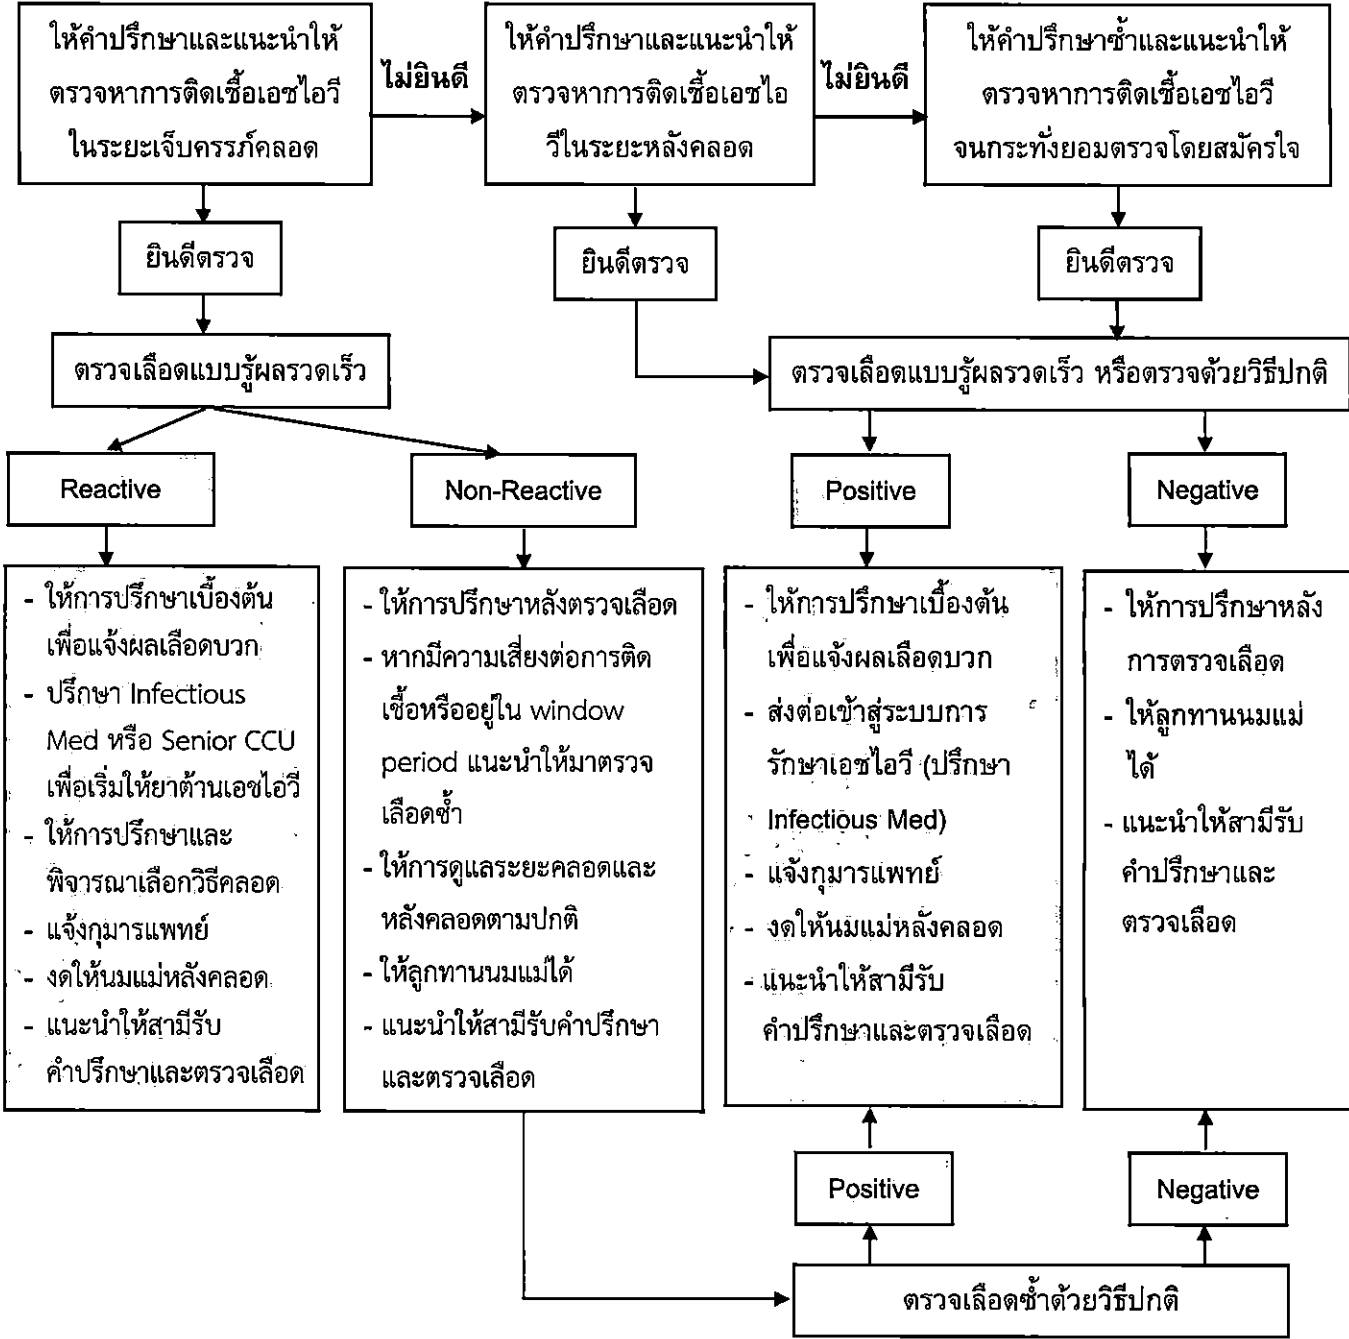 ให้คำปรึกษาและแนะนำให้
ตรวจหาการติดเชื้อเอชไอวี
ในระยะเจ็บครรภ์คลอด
ไม่ยินดี
ให้คำปรึกษาและแนะนำให้
ตรวจหาการติดเชื้อเอชไอ
วีในระยะหลังคลอด
ไม่ยินดี
ให้คำปรึกษาซ้ำและแนะนำให้
ตรวจหาการติดเชื้อเอชไอวี
จนกระทั่งยอมตรวจโดยสมัครใจ
ยินดีตรวจ
ยินดีตรวจ
ยินดีตรวจ
ตรวจเลือดแบบรู้ผลรวดเร็ว
ตรวจเลือดแบบรู้ผลรวดเร็ว หรือตรวจด้วยวิธีปกติ
Reactive
Non-Reactive
Positive
Negative
- ให้การปรึกษาเบื้องต้น
เพื่อแจ้งผลเลือดบวก
- ปรึกษา Infectious
Med หรือ Senior CCU
เพื่อเริ่มให้ยาต้านเอชไอวี
- ให้การปรึกษาและ
พิจารณาเลือกวิธีคลอด
- แจ้งกุมารแพทย์
- งดให้นมแม่หลังคลอด
- แนะนำให้สามีรับ
คำปรึกษาและตรวจเลือด
- ให้การปรึกษาหลังตรวจเลือด
- หากมีความเสี่ยงต่อการติด
เชื้อหรืออยู่ใน window
period แนะนำให้มาตรวจ
เลือดซ้ำ
- ให้การดูแลระยะคลอดและ
หลังคลอดตามปกติ
- ให้ลูกทานนมแม่ได้
- แนะนำให้สามีรับคำปรึกษา
และตรวจเลือด
- ให้การปรึกษาเบื้องต้น
เพื่อแจ้งผลเลือดบวก
- ส่งต่อเข้าสู่ระบบการ
รักษาเอชไอวี (ปรึกษา
Infectious Med)
- แจ้งกุมารแพทย์
- งดให้นมแม่หลังคลอด
- แนะนำให้สามีรับ
คำปรึกษาและตรวจเลือด
- ให้การปรึกษาหลัง
การตรวจเลือด
- ให้ลูกทานนมแม่
ได้
- แนะนำให้สามีรับ
คำปรึกษาและ
ตรวจเลือด
Positive
Negative
ตรวจเลือดซ้ำด้วยวิธีปกติ